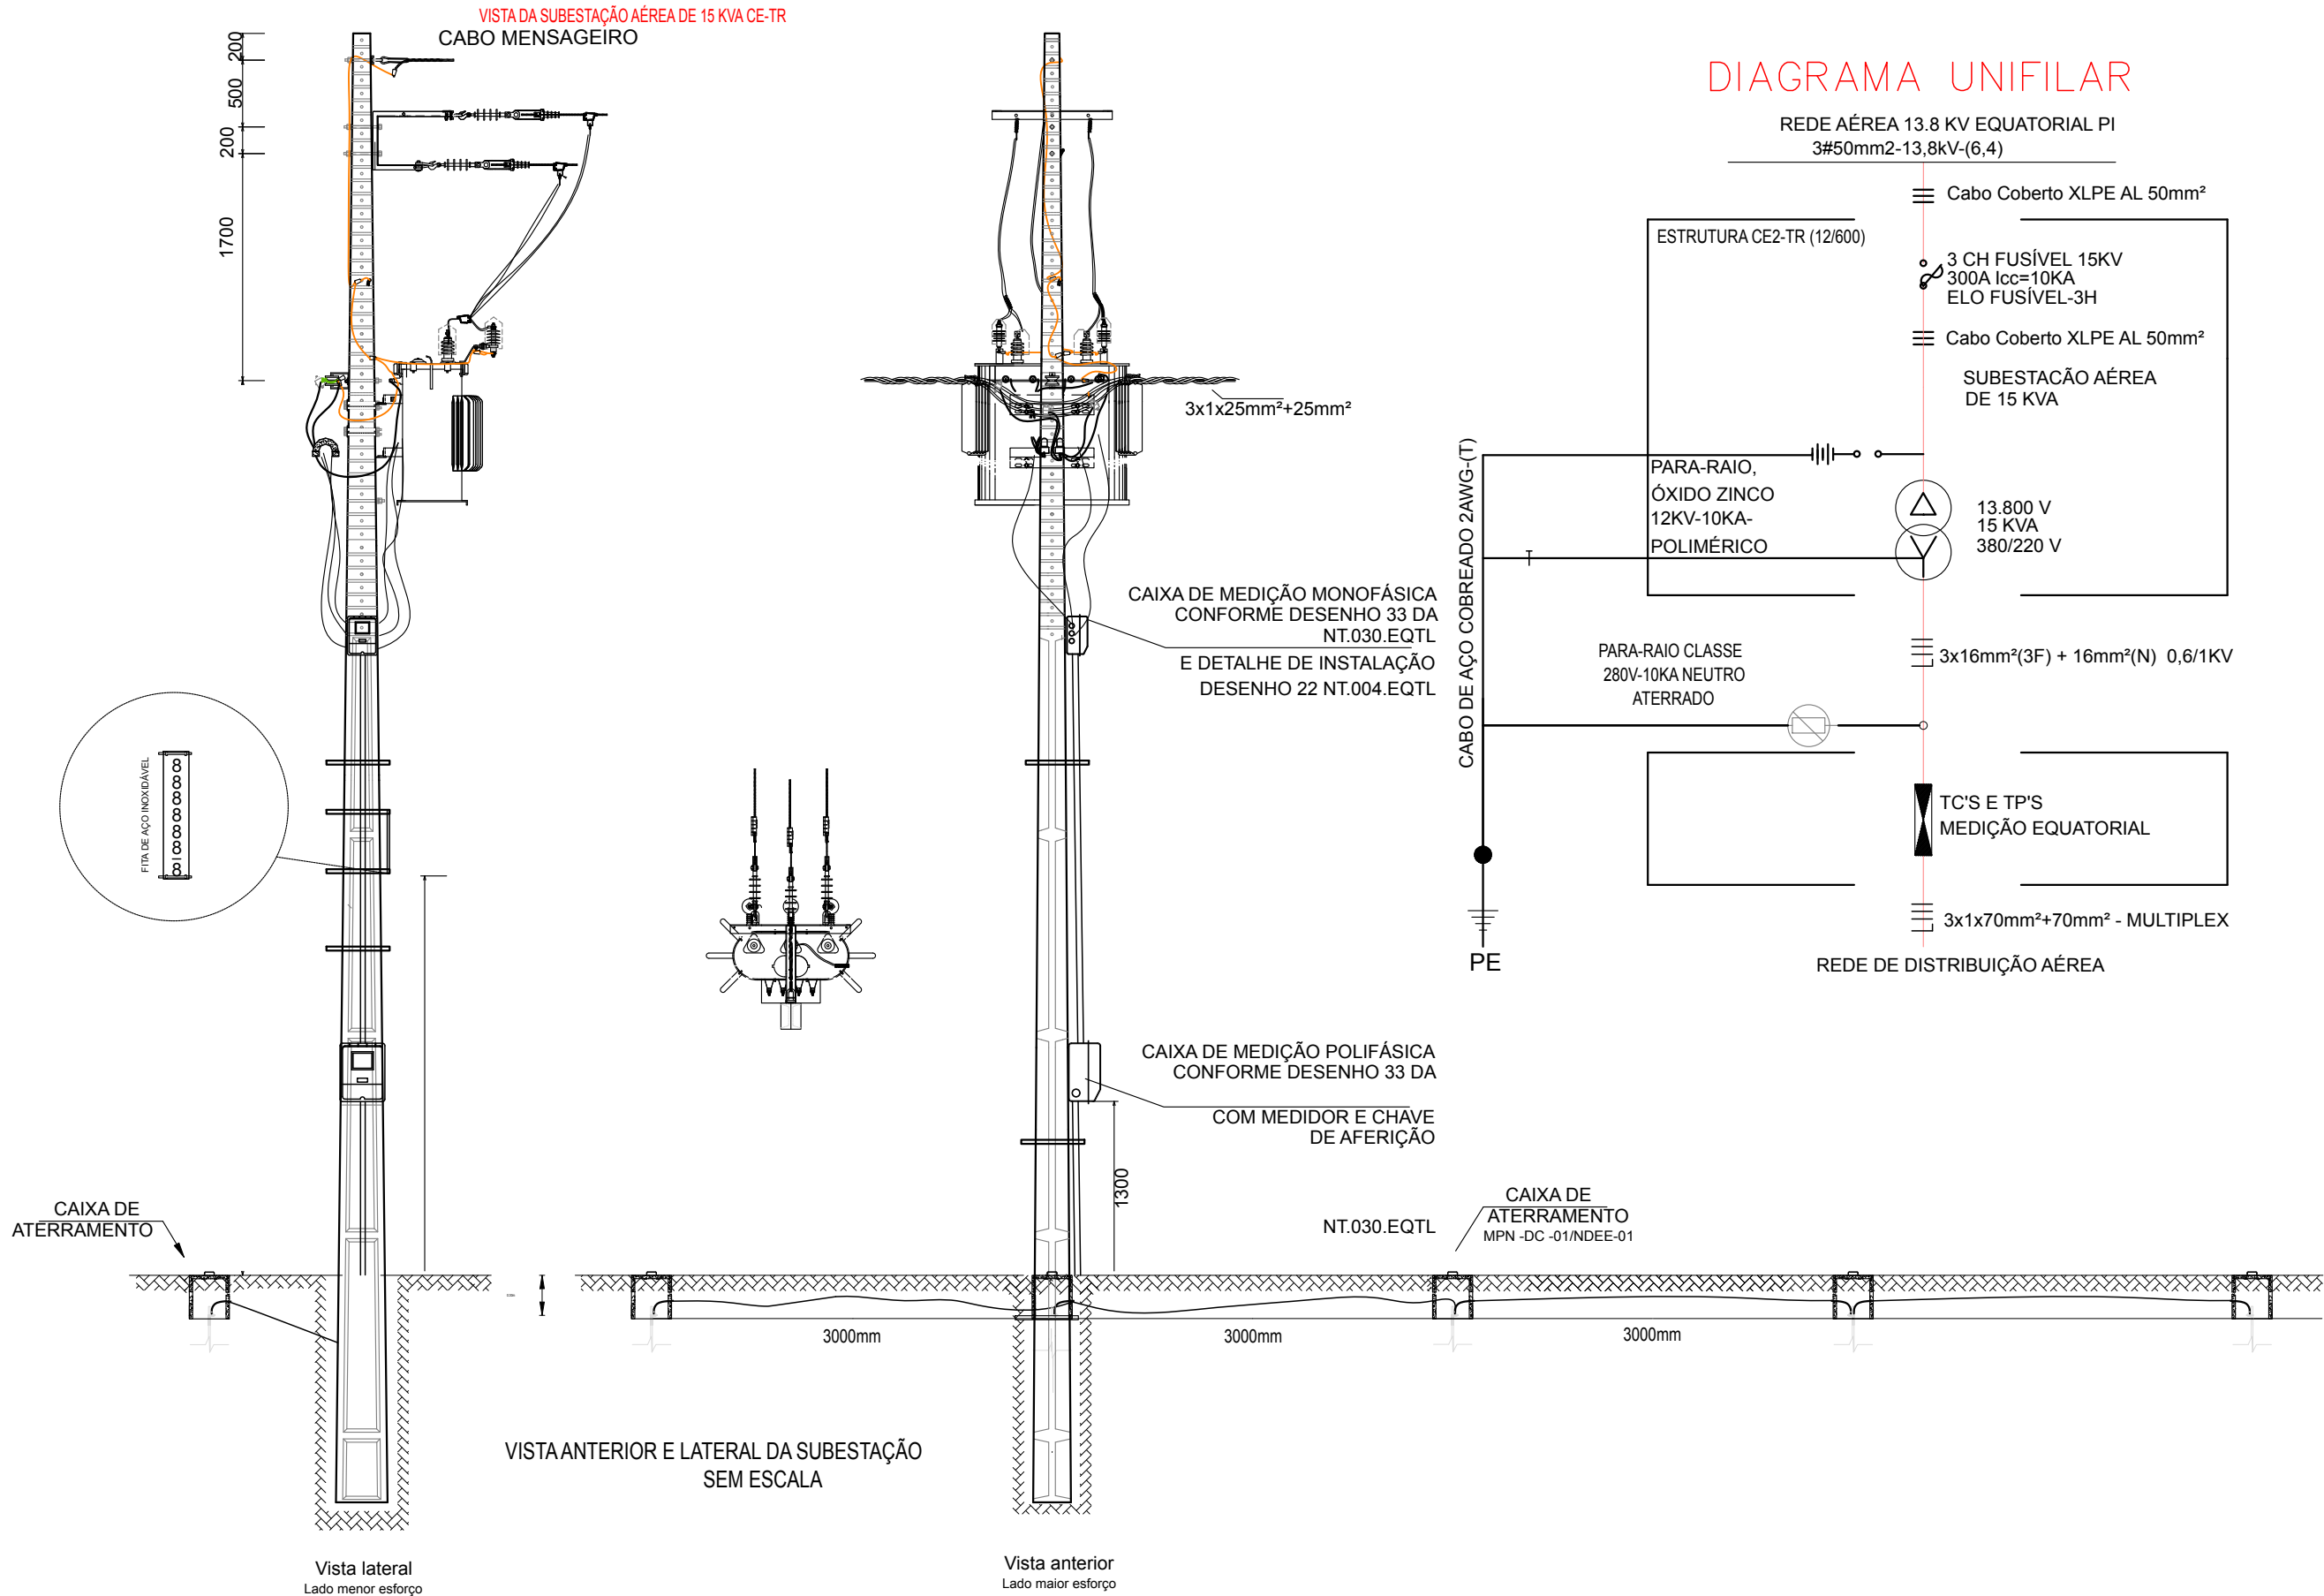 VISTA DA SUBESTAÇÃO AÉREA DE 15 KVA CE-TR
CABO MENSAGEIRO
200
500
200
1700
FITA DE AÇO INOXIDÁVEL
CAIXA DE
ATERRAMENTO
Vista lateral
Lado menor esforço
VISTA ANTERIOR E LATERAL DA SUBESTAÇÃO
SEM ESCALA
3x1x25mm²+25mm²
CAIXA DE MEDIÇÃO MONOFÁSICA
CONFORME DESENHO 33 DA
NT.030.EQTL
E DETALHE DE INSTALAÇÃO
DESENHO 22 NT.004.EQTL
CAIXA DE MEDIÇÃO POLIFÁSICA
CONFORME DESENHO 33 DA
COM MEDIDOR E CHAVE
DE AFERIÇÃO
1300
NT.030.EQTL
CAIXA DE
ATERRAMENTO
MPN -DC -01/NDEE-01
3000mm
3000mm
3000mm
Vista anterior
Lado maior esforço
DIAGRAMA UNIFILAR
REDE AÉREA 13.8 KV EQUATORIAL PI
3#50mm2-13,8kV-(6,4)
Cabo Coberto XLPE AL 50mm²
ESTRUTURA CE2-TR (12/600)
3 CH FUSÍVEL 15KV
300A Icc=10KA
ELO FUSÍVEL-3H
Cabo Coberto XLPE AL 50mm²
SUBESTACÃO AÉREA
DE 15 KVA
CABO DE AÇO COBREADO 2AWG-(T)
PARA-RAIO,
ÓXIDO ZINCO
12KV-10KA-
POLIMÉRICO
T
13.800 V
15 KVA
380/220 V
3x16mm²(3F) + 16mm²(N) 0,6/1KV
PARA-RAIO CLASSE
280V-10KA NEUTRO
ATERRADO
TC'S E TP'S
MEDIÇÃO EQUATORIAL
3x1x70mm²+70mm² - MULTIPLEX
PE
REDE DE DISTRIBUIÇÃO AÉREA